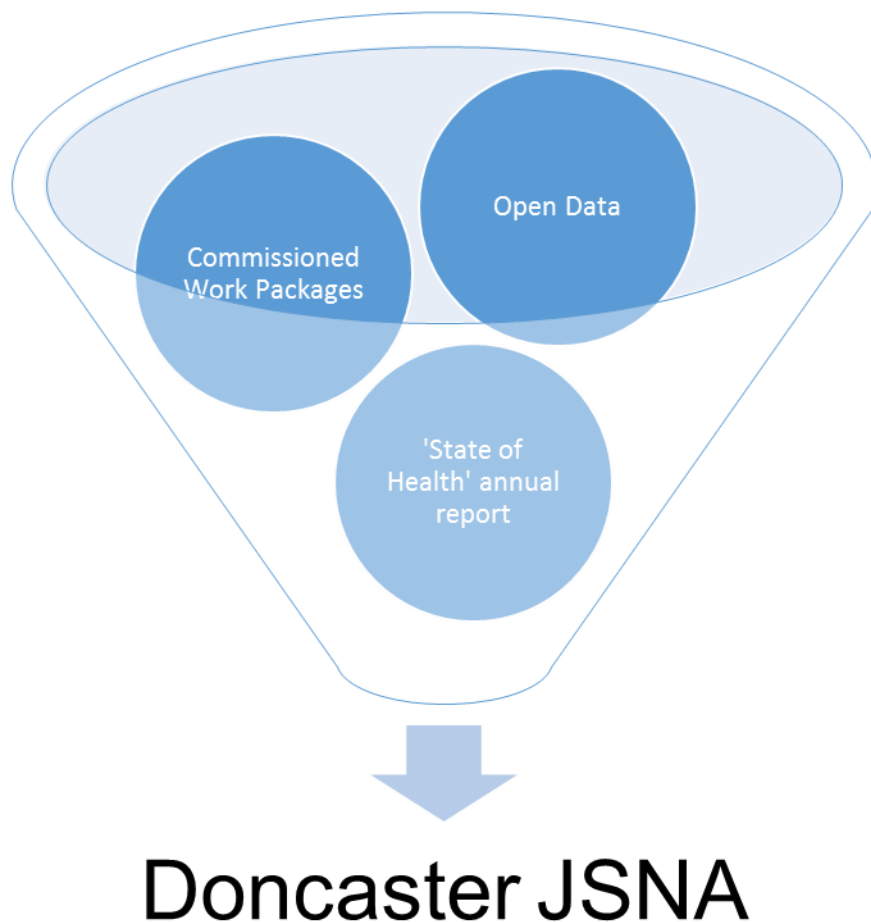 Open Data
Commissioned
Work Packages
'State of
Health' annual
report
Doncaster JSNA